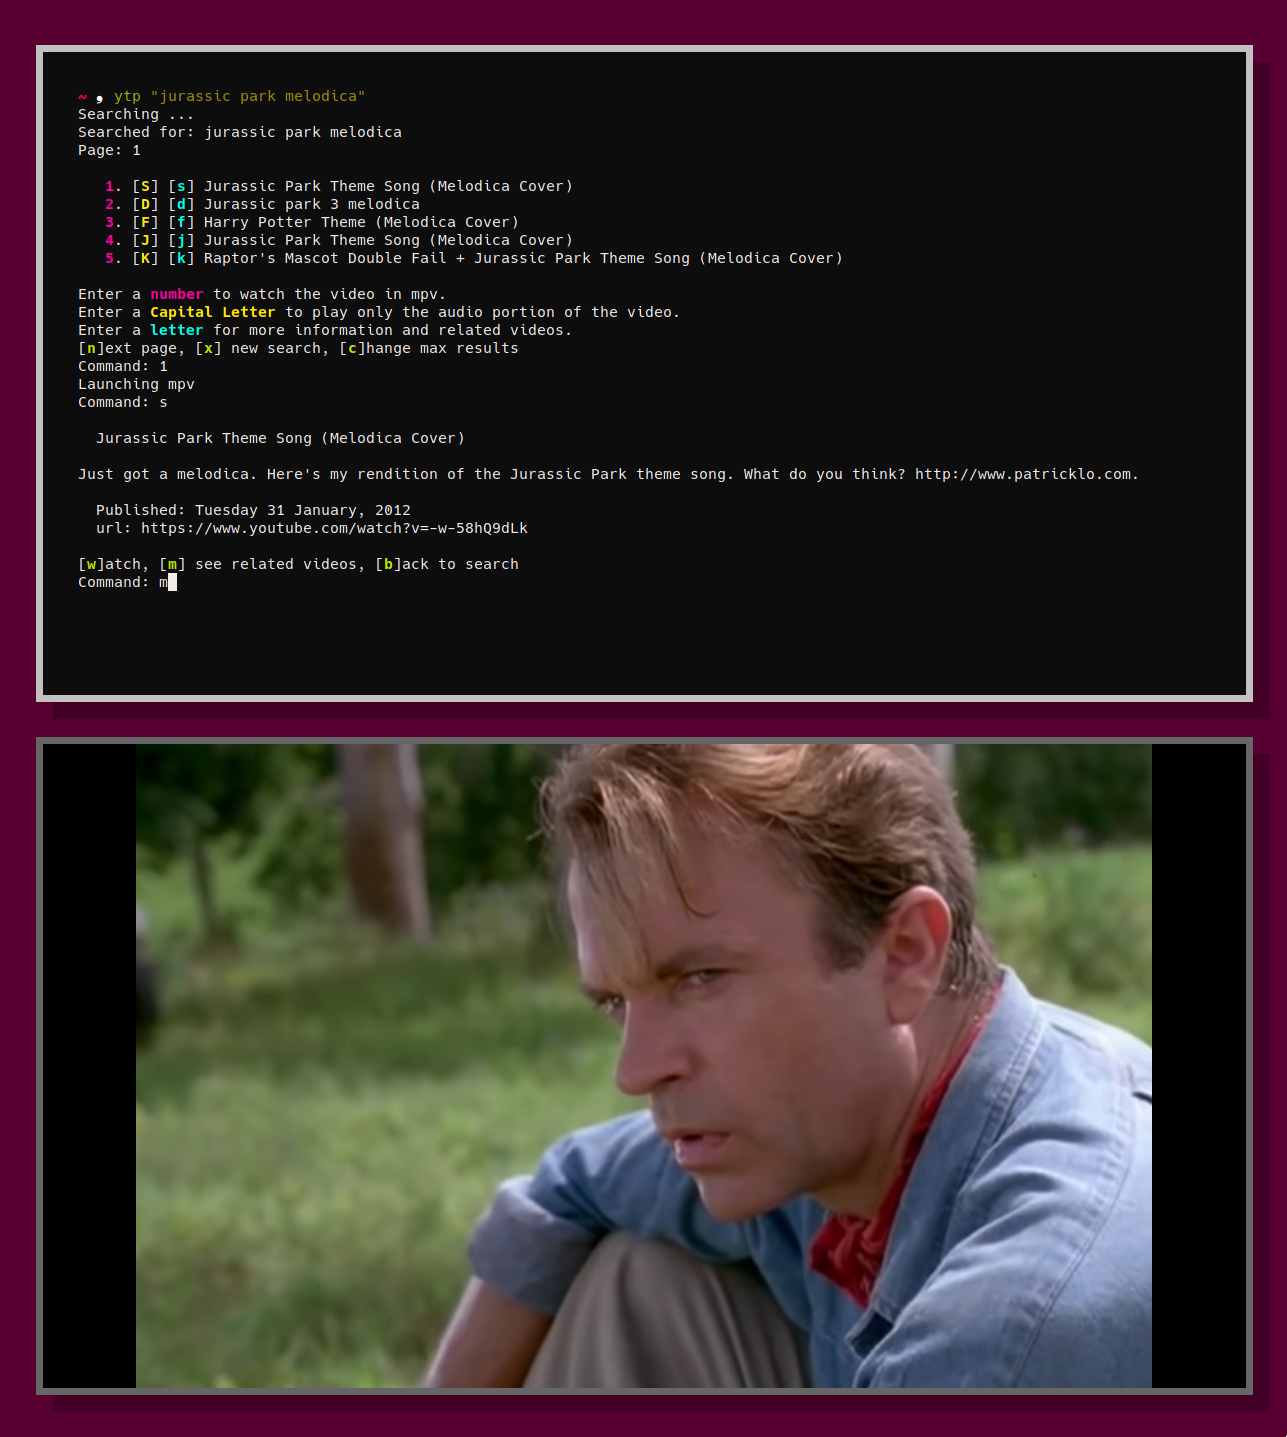 ~ , ytp "jurassic park melodica"
Searching ...
Searched for: jurassic park melodica
Page: 1
1. [S] [s] Jurassic Park Theme Song (Melodica Cover)
2. [D] [d] Jurassic park 3 melodica
3. [F] [f] Harry Potter Theme (Melodica Cover)
4. [J] [j] Jurassic Park Theme Song (Melodica Cover)
5. [K] [k] Raptor's Mascot Double Fail + Jurassic Park Theme Song (Melodica Cover)
Enter a number to watch the video in mpv.
Enter a Capital Letter to play only the audio portion of the video.
Enter a letter for more information and related videos.
[n]ext page, [x] new search, [c]hange max results
Command: 1
Launching mpv
Command: s
Jurassic Park Theme Song (Melodica Cover)
Just got a melodica. Here's my rendition of the Jurassic Park theme song. What do you think? http://www.patricklo.com.
Published: Tuesday 31 January, 2012
url: https://www.youtube.com/watch?v=-w-58hQ9dLk
[w]atch, [m] see related videos, [b]ack to search
Command: m